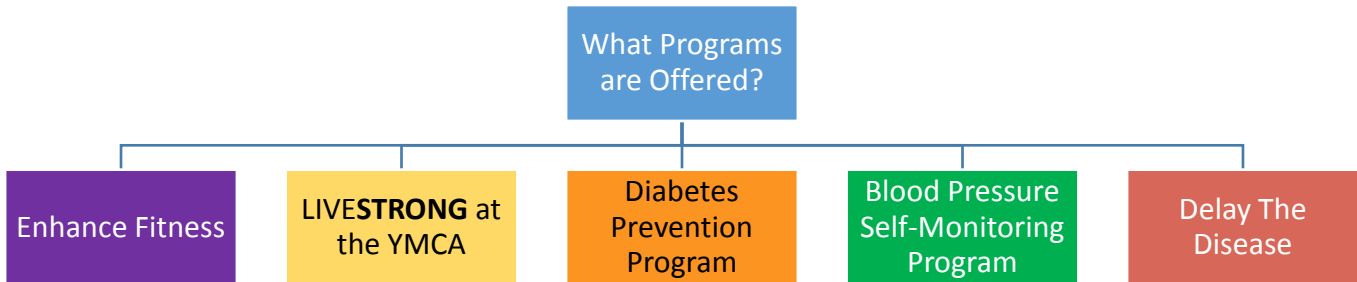 What Programs
are Offered?
Enhance Fitness
LIVESTRONG at
the YMCA
Diabetes
Prevention
Program
Blood Pressure
Self-Monitoring
Program
Delay The
Disease